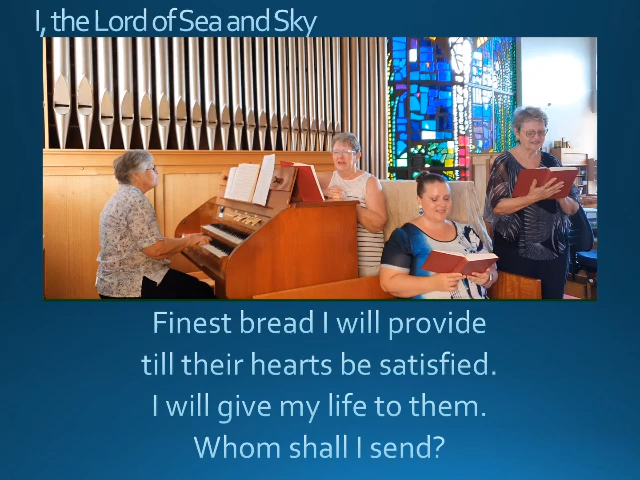 I, the Lord of Sea and Sky
Finest bread I will provide
till their hearts be satisfied.
I will give my life to them.
Whom shall I send?